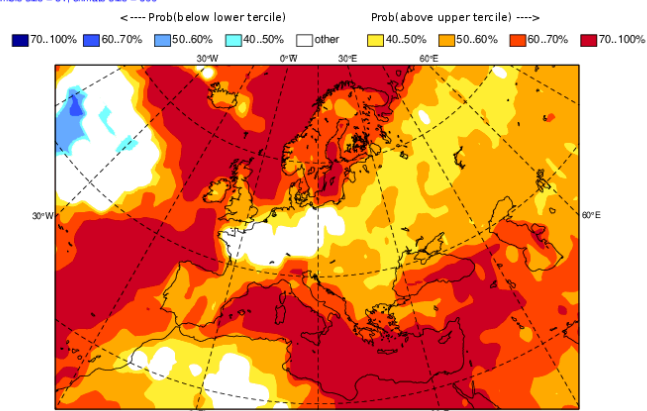 <---- Prob(below lower tercile) Prob(above upper tercile) ---->
70..100% 60..70% 50..60% 40..50% other 40..50% 50..60% 60..70% 70..100%
30°W 0°W 30°E 60°E
30°W 60°E